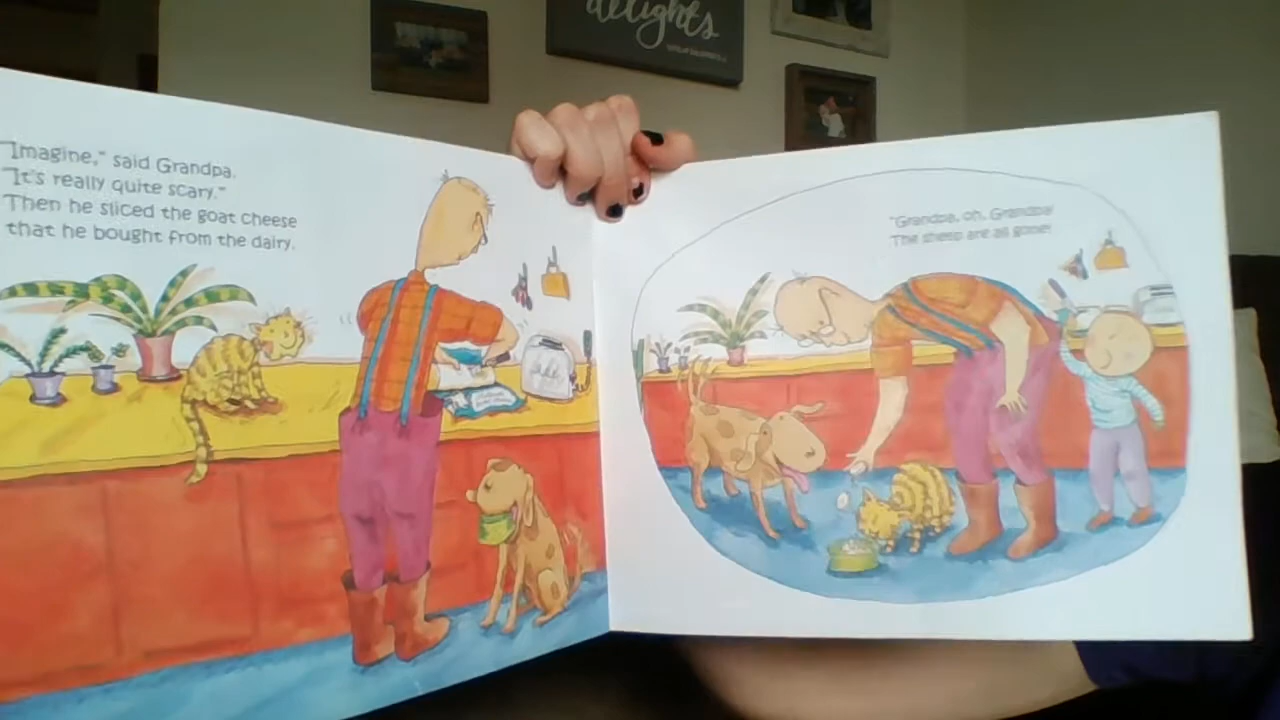 delights
"Imagine," said Grandpa.
"It's really quite scary."
Then he sliced the goat cheese
that he bought from the dairy.
"Grandpa, oh, Grandpa!
The sheep are all gone!